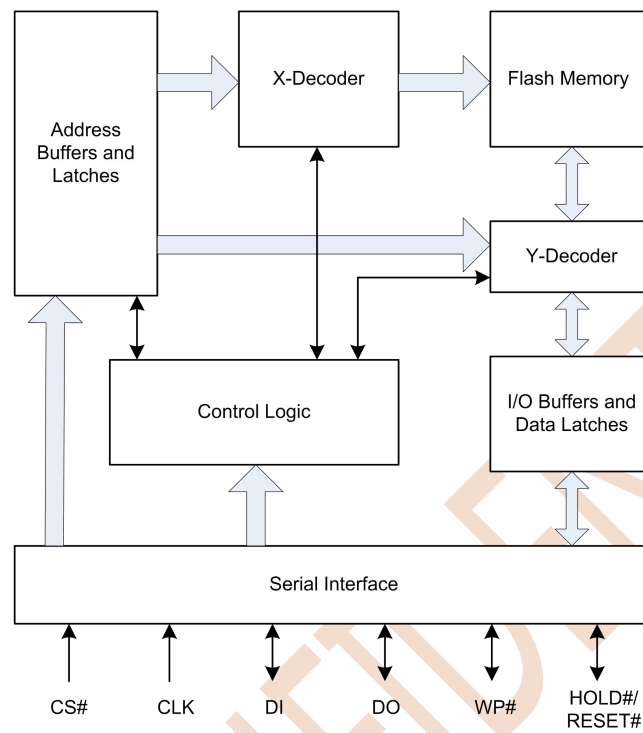 X-Decoder
Flash Memory
Address
Buffers and
Latches
Y-Decoder
Control Logic
I/O Buffers and
Data Latches
Serial Interface
CS#
CLK
DI
DO
WP#
HOLD#/
RESET#